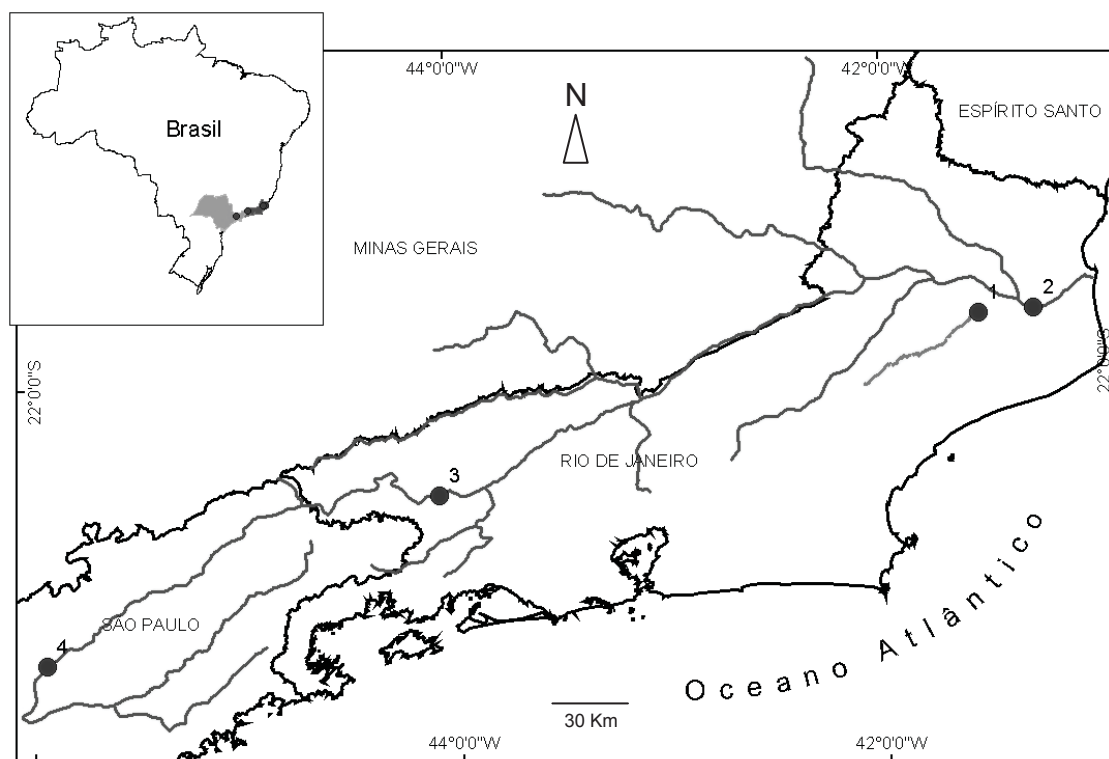 Brasil
44°0'0"W
42°0'0"W
N
ESPÍRITO SANTO
MINAS GERAIS
1
2
22°0'0"S
22°0'0"S
3
RIO DE JANEIRO
4
SÃO PAULO
Oceano Atlântico
30 Km
44°0'0"W
42°0'0"W